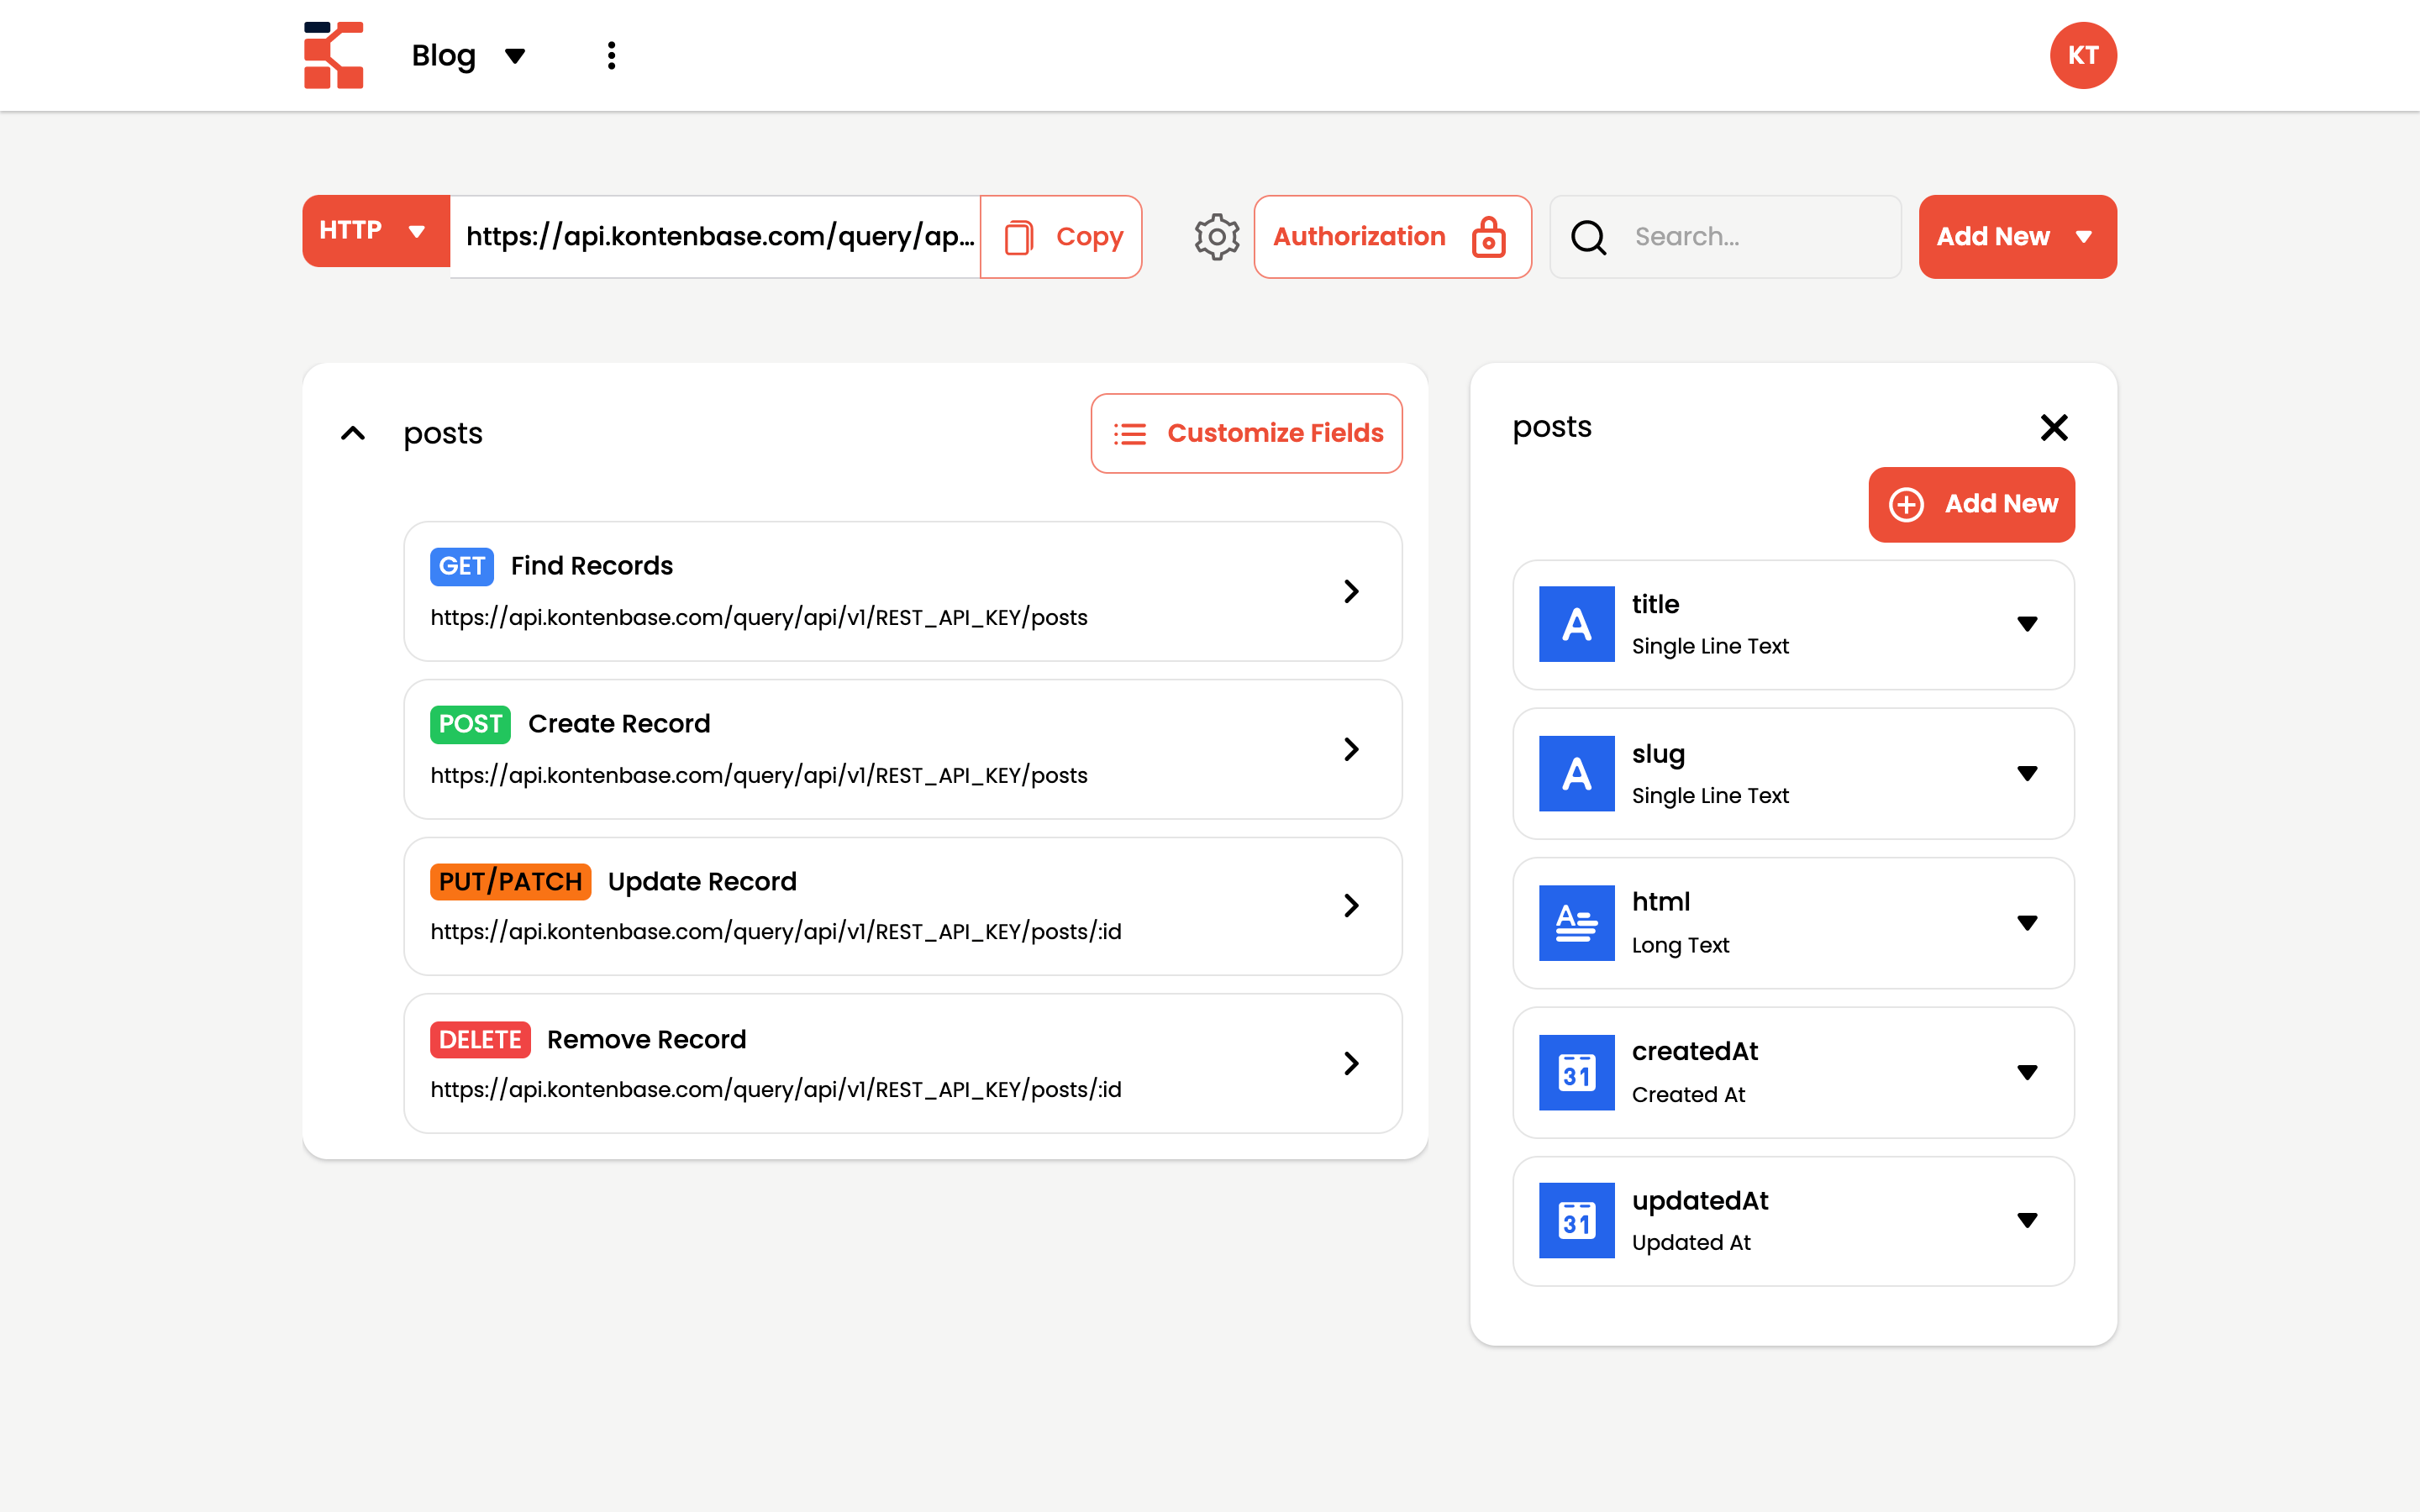 Blog
KT
HTTP
https://api.kontenbase.com/query/ap...
Copy
Authorization
Search...
Add New
posts
Customize Fields
GET Find Records
https://api.kontenbase.com/query/api/v1/REST_API_KEY/posts
POST Create Record
https://api.kontenbase.com/query/api/v1/REST_API_KEY/posts
PUT/PATCH Update Record
https://api.kontenbase.com/query/api/v1/REST_API_KEY/posts/:id
DELETE Remove Record
https://api.kontenbase.com/query/api/v1/REST_API_KEY/posts/:id
posts
Add New
A
title
Single Line Text
A
slug
Single Line Text
A
html
Long Text
31
createdAt
Created At
31
updatedAt
Updated At